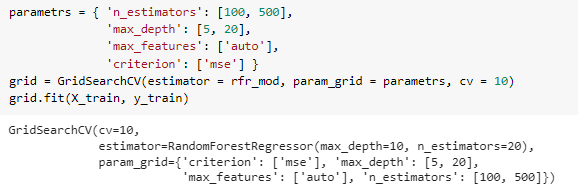 parametrs = { 'n_estimators': [100, 500],
'max_depth': [5, 20],
'max_features': ['auto'],
'criterion': ['mse'] }
grid = GridSearchCV(estimator = rfr_mod, param_grid = parametrs, cv = 10)
grid.fit(X_train, y_train)
GridSearchCV(cv=10,
estimator=RandomForestRegressor(max_depth=10, n_estimators=20),
param_grid={'criterion': ['mse'], 'max_depth': [5, 20],
'max_features': ['auto'], 'n_estimators': [100, 500]})